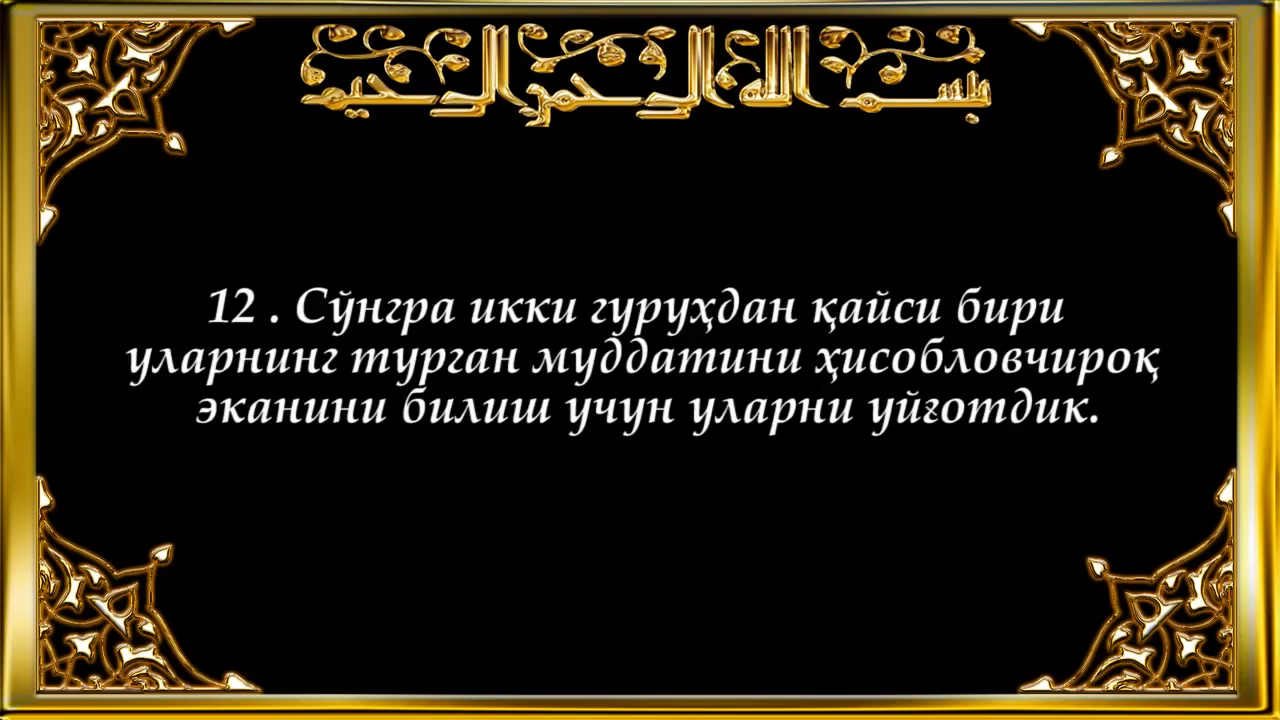 بسم الله الرحمن الرحيم
12 . Сўнгра икки гуруҳдан қайси бири
уларнинг турган муддатини ҳисобловчироқ
эканини билиш учун уларни уйғотдик.